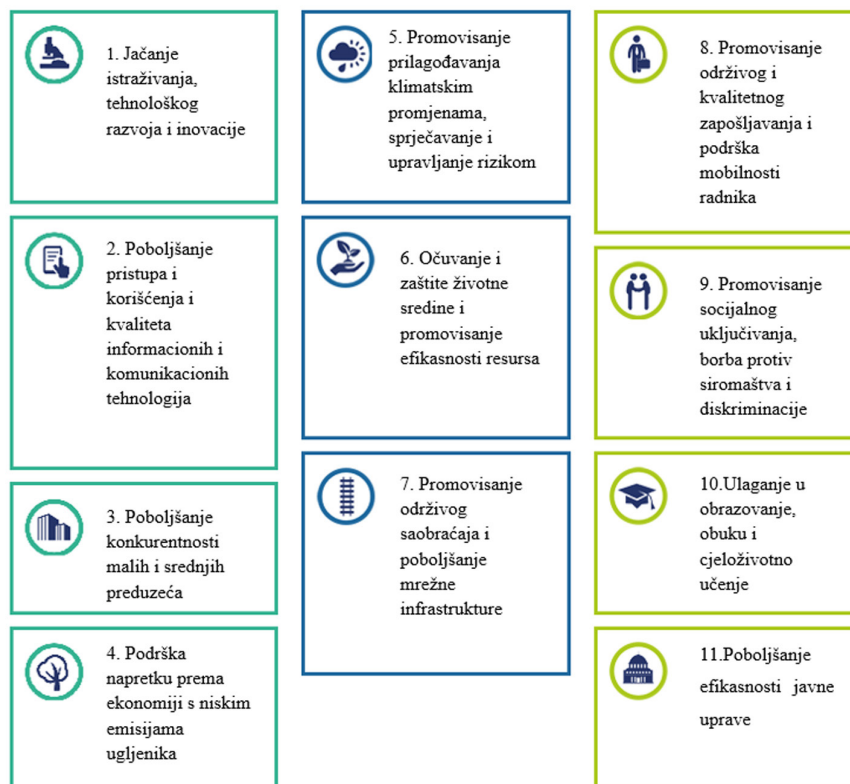 1. Jačanje
istraživanja,
tehnološkog
razvoja i inovacije
2. Poboljšanje
pristupa i
korišćenja i
kvaliteta
informacionih i
komunikacionih
tehnologija
3. Poboljšanje
konkurentnosti
malih i srednjih
preduzeća
4. Podrška
napretku prema
ekonomiji s niskim
emisijama
ugljenika
5. Promovisanje
prilagođavanja
klimatskim
promjenama,
sprječavanje i
upravljanje rizikom
6. Očuvanje i
zaštite životne
sredine i
promovisanje
efikasnosti resursa
7. Promovisanje
održivog
saobraćaja i
poboljšanje
mrežne
infrastrukture
8. Promovisanje
održivog i
kvalitetnog
zapošljavanja i
podrška
mobilnosti
radnika
9. Promovisanje
socijalnog
uključivanja,
borba protiv
siromaštva i
diskriminacije
10.Ulaganje u
obrazovanje,
obuku i
cjeloživotno
učenje
11.Poboljšanje
efikasnosti javne
uprave